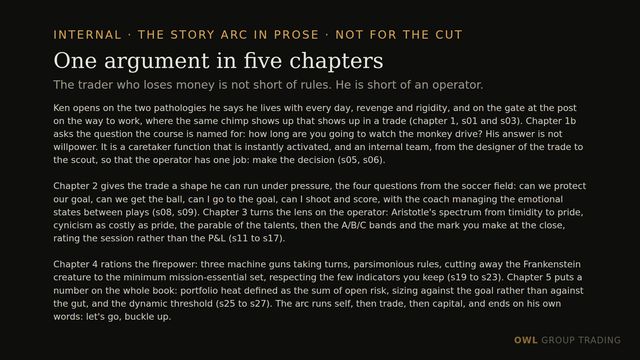 INTERNAL · THE STORY ARC IN PROSE · NOT FOR THE CUT
One argument in five chapters
The trader who loses money is not short of rules. He is short of an operator.
Ken opens on the two pathologies he says he lives with every day, revenge and rigidity, and on the gate at the post
on the way to work, where the same chimp shows up that shows up in a trade (chapter 1, s01 and s03). Chapter 1b
asks the question the course is named for: how long are you going to watch the monkey drive? His answer is not
willpower. It is a caretaker function that is instantly activated, and an internal team, from the designer of the trade to
the scout, so that the operator has one job: make the decision (s05, s06).
Chapter 2 gives the trade a shape he can run under pressure, the four questions from the soccer field: can we protect
our goal, can we get the ball, can I go to the goal, can I shoot and score, with the coach managing the emotional
states between plays (s08, s09). Chapter 3 turns the lens on the operator: Aristotle's spectrum from timidity to pride,
cynicism as costly as pride, the parable of the talents, then the A/B/C bands and the mark you make at the close,
rating the session rather than the P&L (s11 to s17).
Chapter 4 rations the firepower: three machine guns taking turns, parsimonious rules, cutting away the Frankenstein
creature to the minimum mission-essential set, respecting the few indicators you keep (s19 to s23). Chapter 5 puts a
number on the whole book: portfolio heat defined as the sum of open risk, sizing against the goal rather than against
the gut, and the dynamic threshold (s25 to s27). The arc runs self, then trade, then capital, and ends on his own
words: let's go, buckle up.
OWL GROUP TRADING